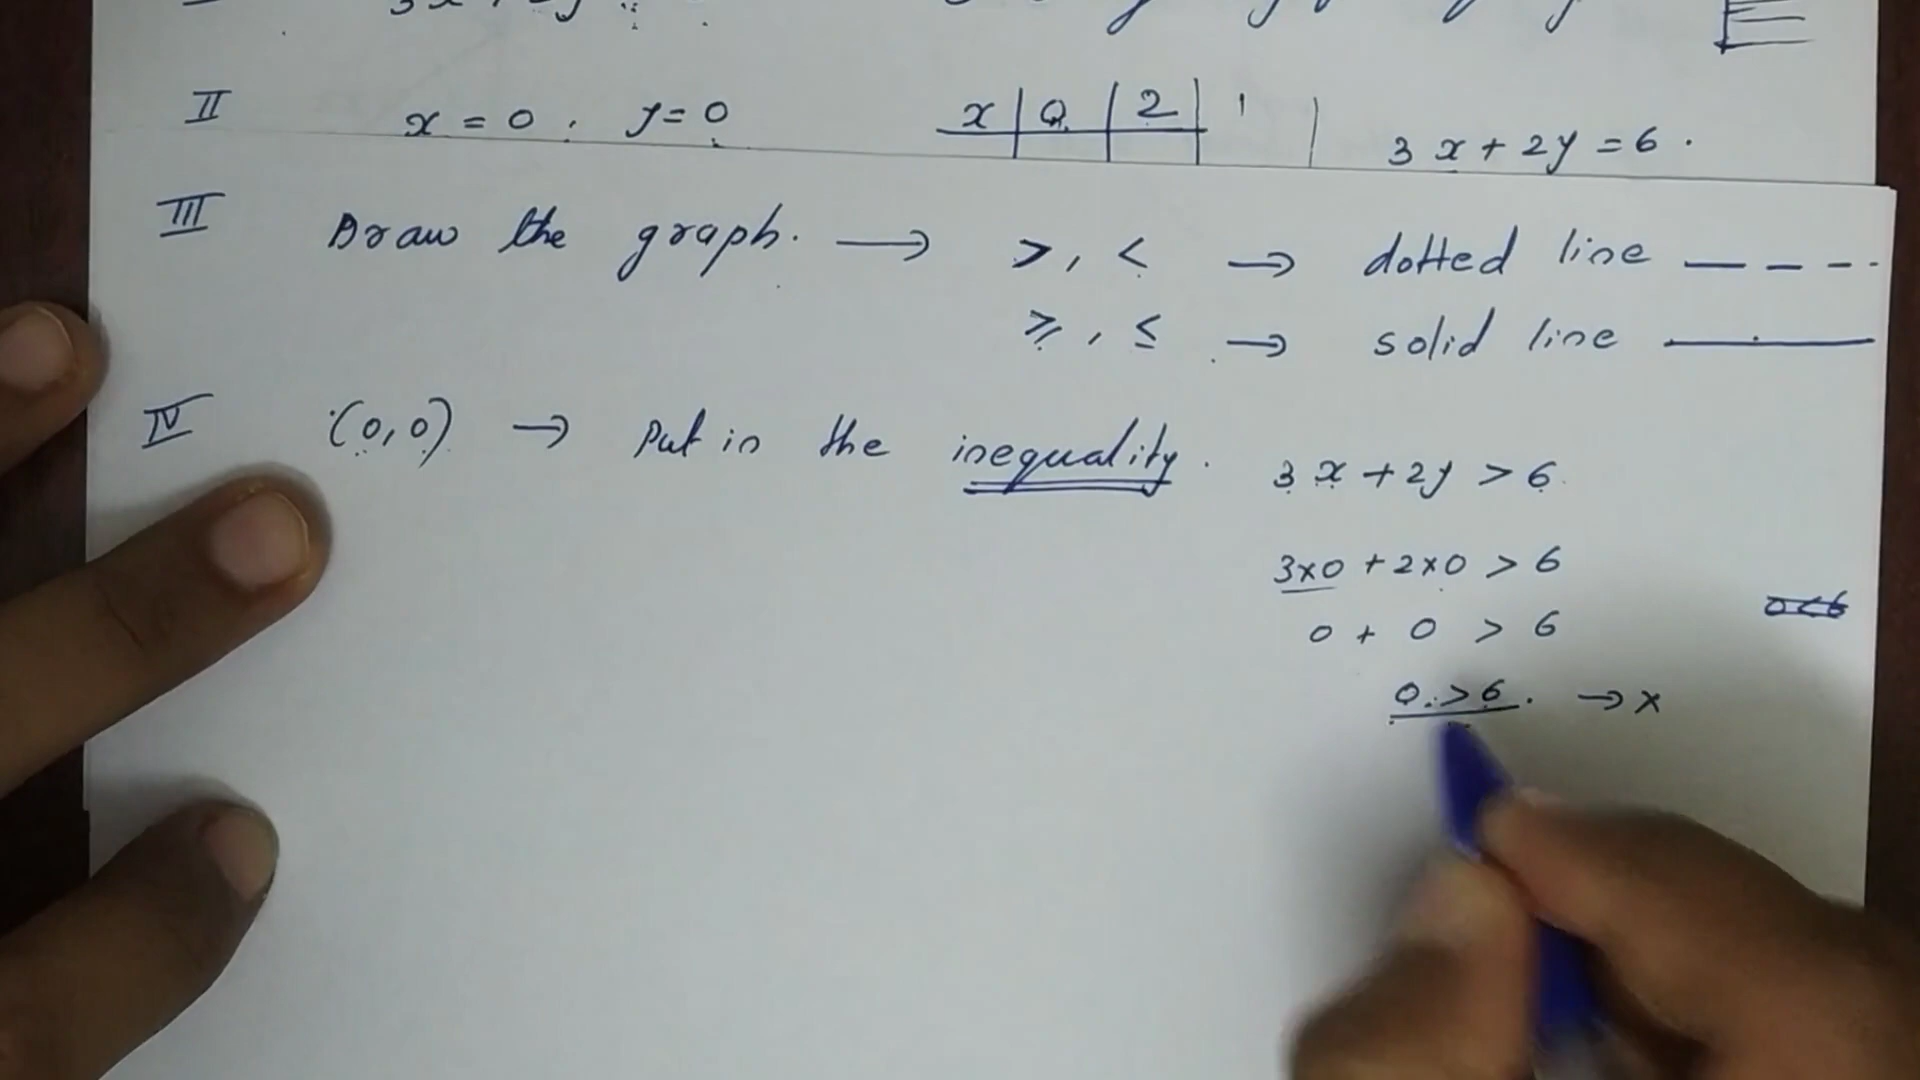 II x = 0 , y = 0 x | 0 | 2 | 3x + 2y = 6 .
III Draw the graph. → >, < → dotted line
≥, ≤ → solid line
IV (0,0) → Put in the inequality. 3x + 2y > 6
3×0 + 2×0 > 6
0 + 0 > 6
0 > 6. → x